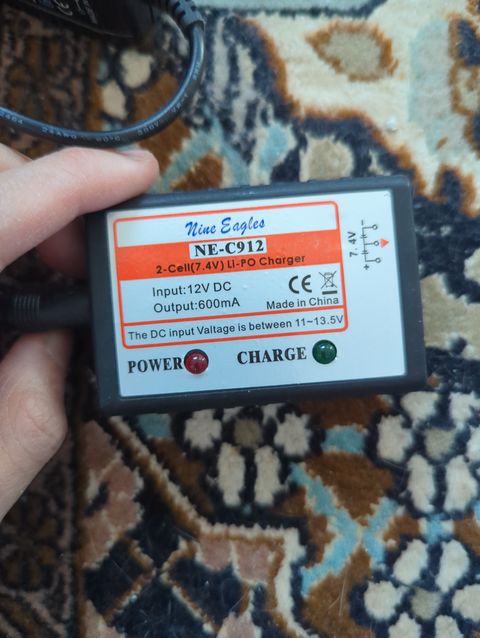 Nine Eagles
NE-C912
2-Cell(7.4V) LI-PO Charger
Input:12V DC
Output:600mA
CE
Made in China
The DC input Valtage is between 11~13.5V
POWER
CHARGE
7.4V
+
-